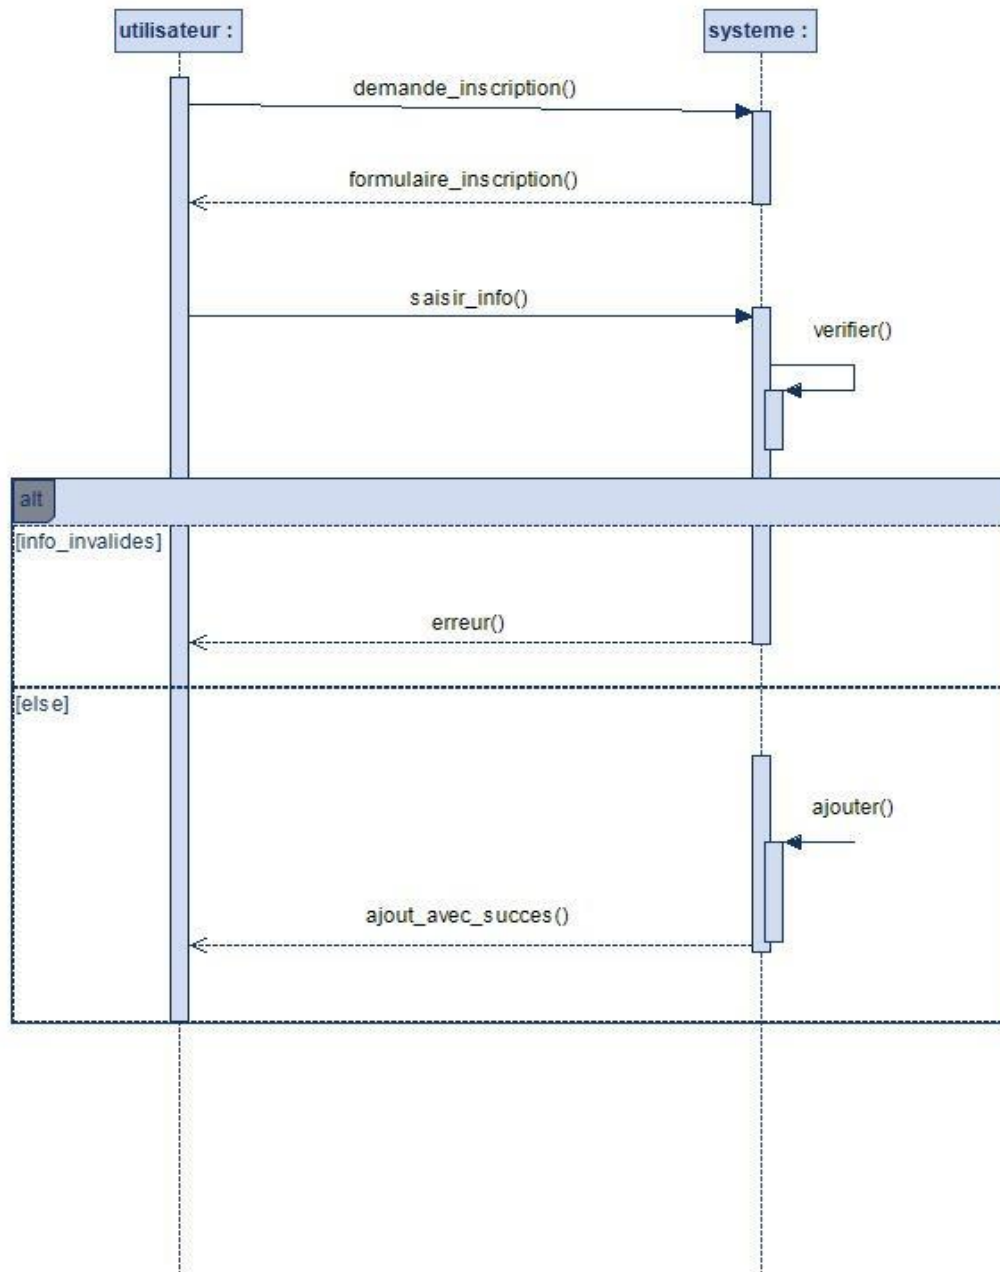 utilisateur :
systeme :
demande_inscription()
formulaire_inscription()
saisir_info()
verifier()
alt
[info_invalides]
erreur()
[else]
ajouter()
ajout_avec_succes()